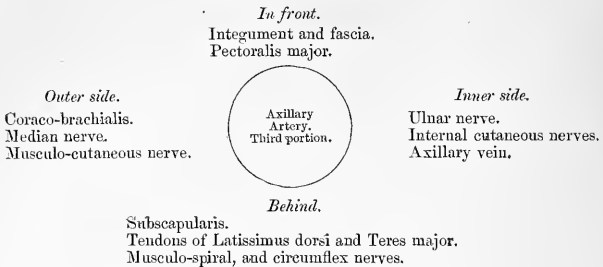 In front.
Integument and fascia.
Pectoralis major.
Outer side.
Coraco-brachialis.
Median nerve.
Musculo-cutaneous nerve.
Axillary
Artery.
Third portion.
Inner side.
Ulnar nerve.
Internal cutaneous nerves.
Axillary vein.
Behind.
Subscapularis.
Tendons of Latissimus dorsi and Teres major.
Musculo-spiral, and circumflex nerves.